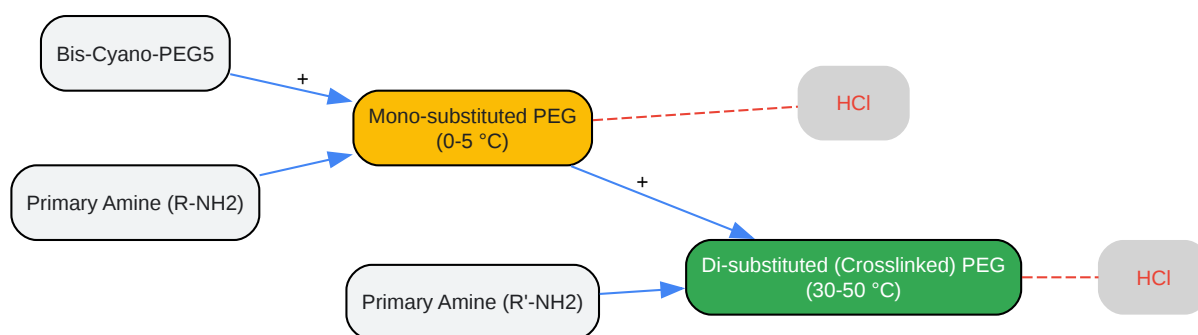 Bis-Cyano-PEG5
+
Mono-substituted PEG
(0-5 °C)
HCl
Primary Amine (R-NH2)
+
Di-substituted (Crosslinked) PEG
(30-50 °C)
HCl
Primary Amine (R'-NH2)